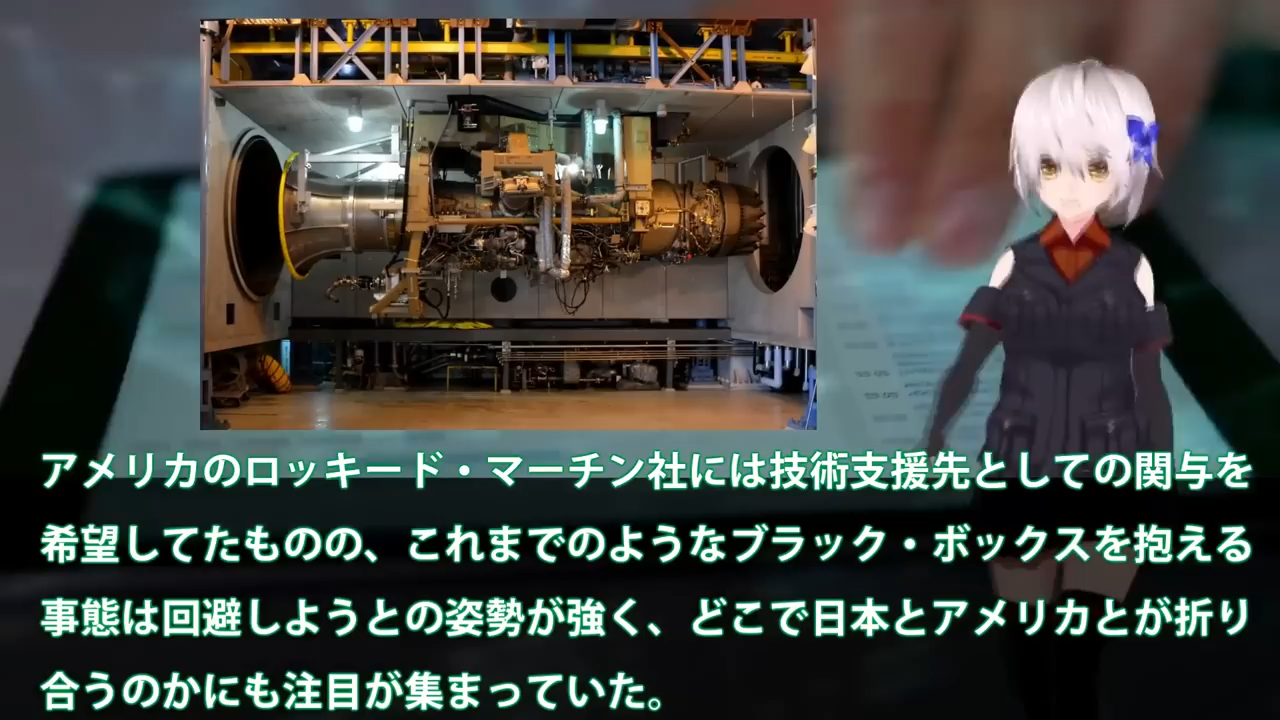 アメリカのロッキード・マーチン社には技術支援先としての関与を
希望してたものの、これまでのようなブラック・ボックスを抱える
事態は回避しようとの姿勢が強く、どこで日本とアメリカとが折り
合うのかにも注目が集まっていた。